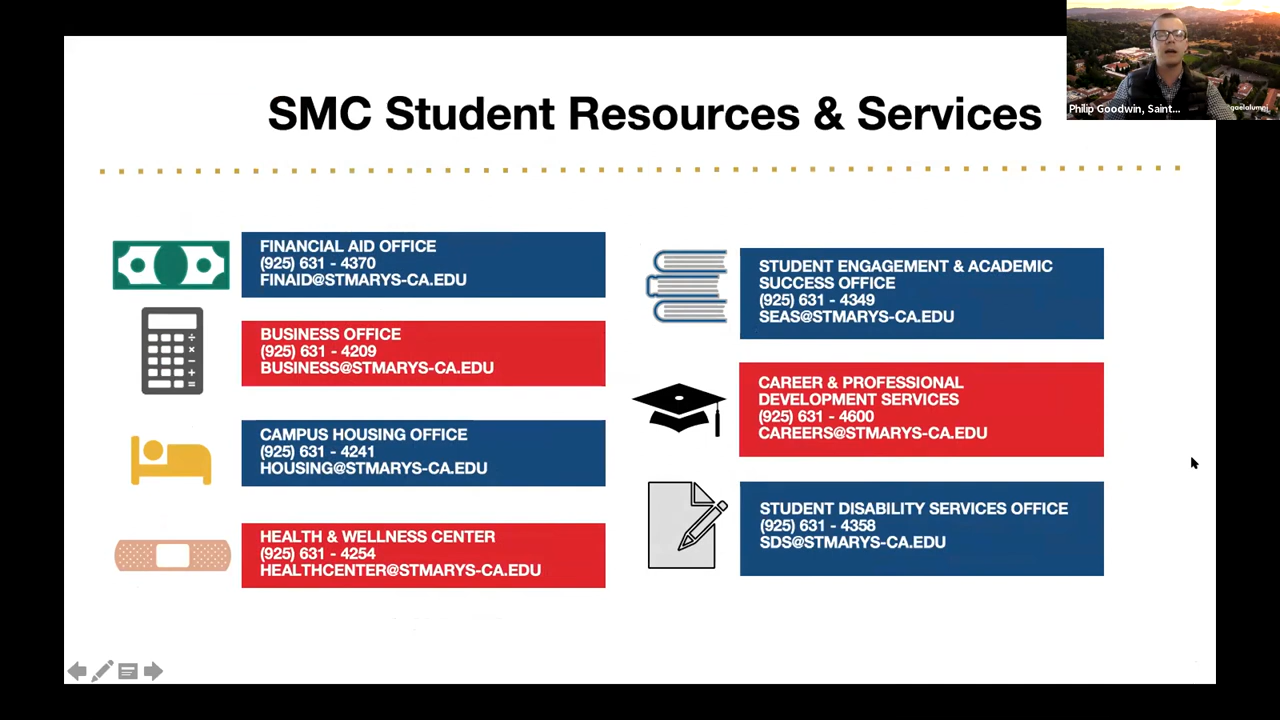 SMC Student Resources & Services
FINANCIAL AID OFFICE
(925) 631 - 4370
FINAID@STMARYS-CA.EDU
BUSINESS OFFICE
(925) 631 - 4209
BUSINESS@STMARYS-CA.EDU
CAMPUS HOUSING OFFICE
(925) 631 - 4241
HOUSING@STMARYS-CA.EDU
HEALTH & WELLNESS CENTER
(925) 631 - 4254
HEALTHCENTER@STMARYS-CA.EDU
STUDENT ENGAGEMENT & ACADEMIC
SUCCESS OFFICE
(925) 631 - 4349
SEAS@STMARYS-CA.EDU
CAREER & PROFESSIONAL
DEVELOPMENT SERVICES
(925) 631 - 4600
CAREERS@STMARYS-CA.EDU
STUDENT DISABILITY SERVICES OFFICE
(925) 631 - 4358
SDS@STMARYS-CA.EDU
Philip Goodwin, Saint...
gaelalumni